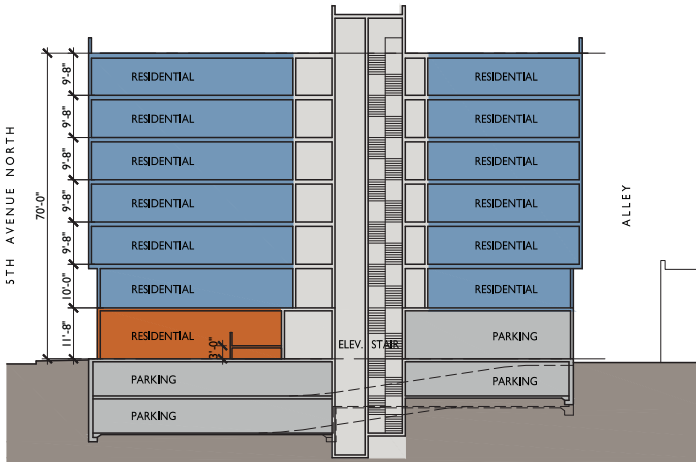 5TH AVENUE NORTH
70'-0"
9'-8"
9'-8"
9'-8"
9'-8"
9'-8"
10'-0"
11'-8"
RESIDENTIAL RESIDENTIAL
RESIDENTIAL RESIDENTIAL
RESIDENTIAL RESIDENTIAL
RESIDENTIAL RESIDENTIAL
RESIDENTIAL RESIDENTIAL
RESIDENTIAL RESIDENTIAL
RESIDENTIAL 3'-0" ELEV. STAIR PARKING
PARKING PARKING
PARKING
ALLEY